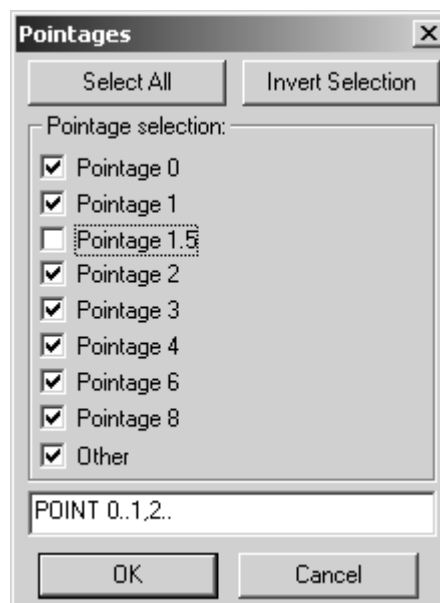 Pointages
Select All Invert Selection
Pointage selection:
Pointage 0
Pointage 1
Pointage 1.5
Pointage 2
Pointage 3
Pointage 4
Pointage 6
Pointage 8
Other
POINT 0..1,2..
OK Cancel